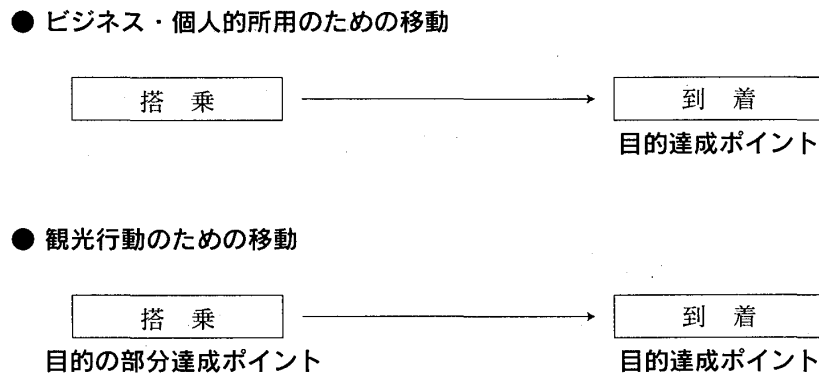 ● ビジネス・個人的所用のための移動
搭 乗
到 着
目的達成ポイント
● 観光行動のための移動
搭 乗
到 着
目的の部分達成ポイント
目的達成ポイント